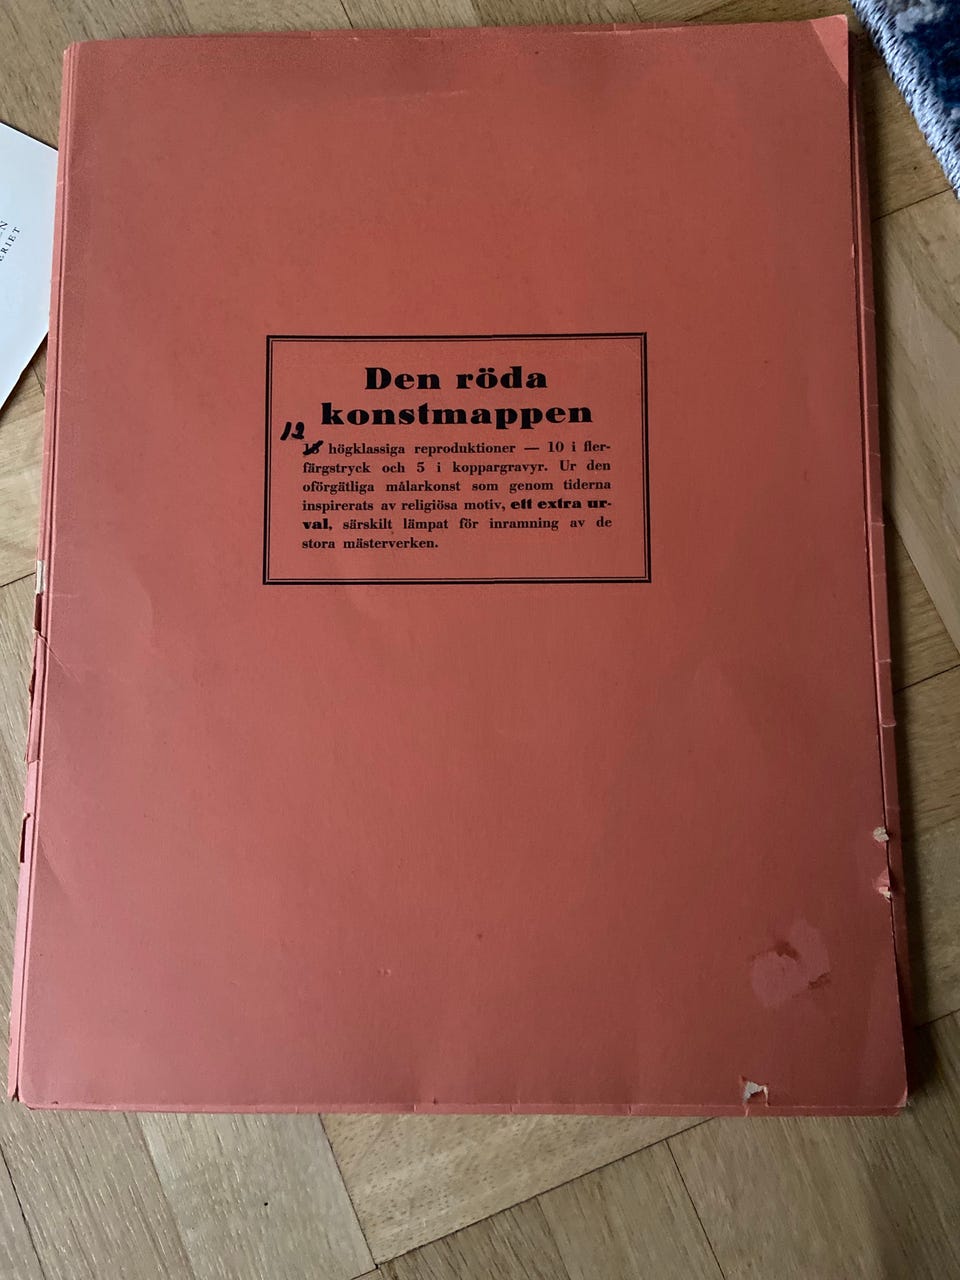 Den röda
konstmappen
12
15 högklassiga reproduktioner — 10 i fler-
färgstryck och 5 i koppargravyr. Ur den
oförgätliga målarkonst som genom tiderna
inspirerats av religiösa motiv, ett extra ur-
val, särskilt lämpat för inramning av de
stora mästerverken.